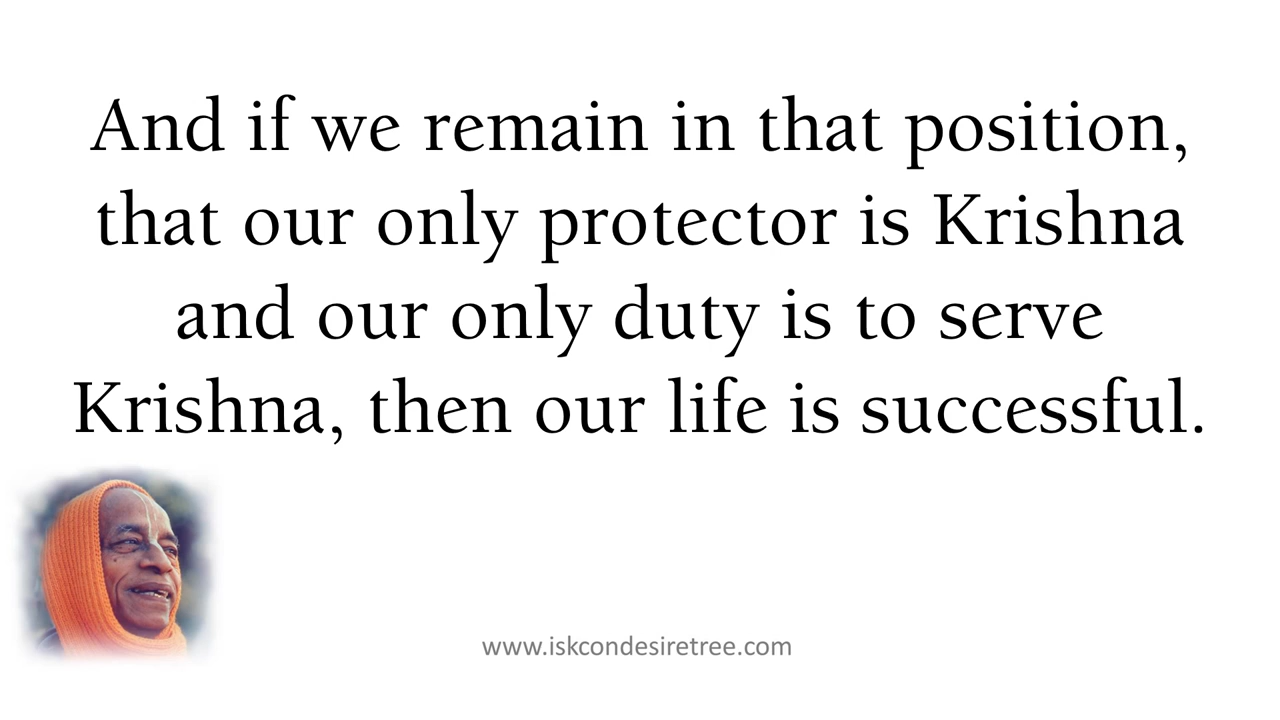 And if we remain in that position,
that our only protector is Krishna
and our only duty is to serve
Krishna, then our life is successful.
www.iskcondesiretree.com